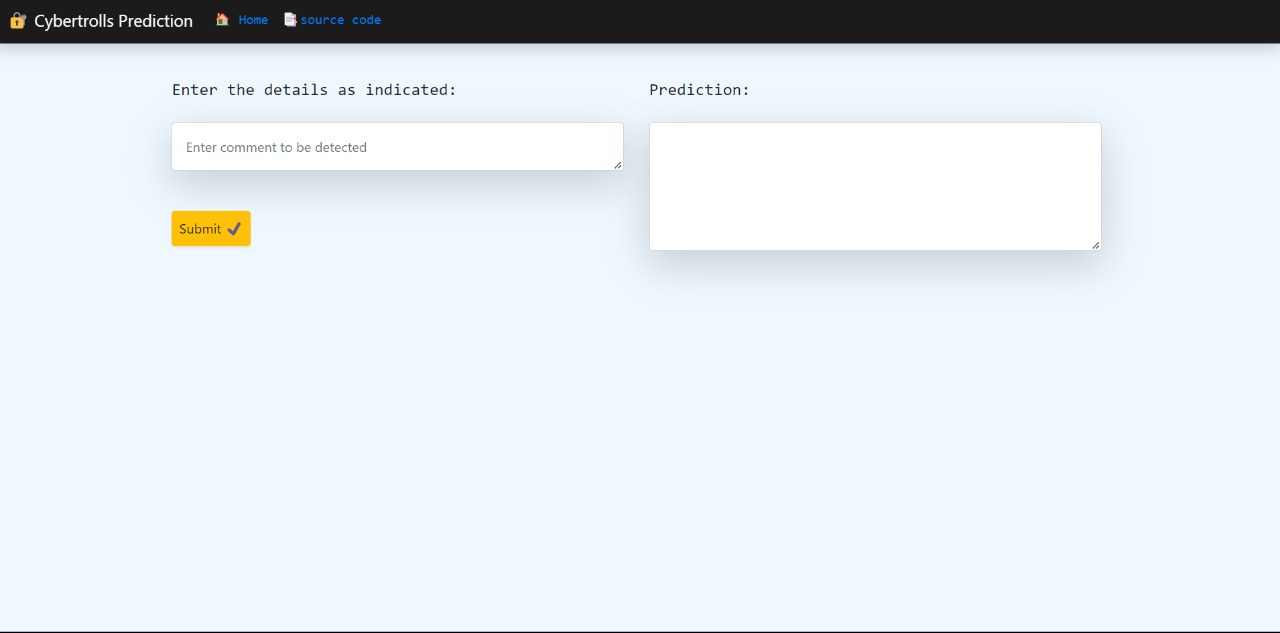 Cybertrolls Prediction Home source code
Enter the details as indicated:
Enter comment to be detected
Submit
Prediction: